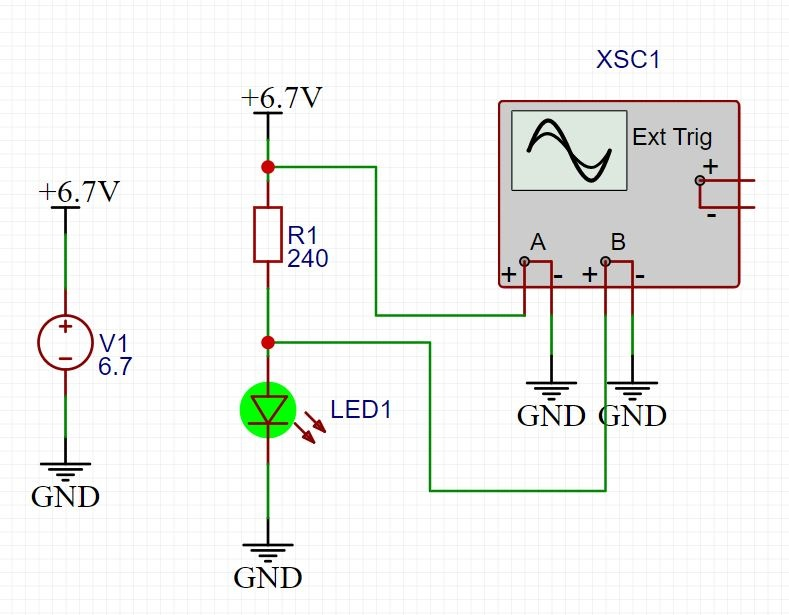 XSC1
+6.7V
Ext Trig
+
-
+6.7V
R1
240
A
B
+
-
+
-
+
-
V1
6.7
LED1
GND
GND
GND
GND